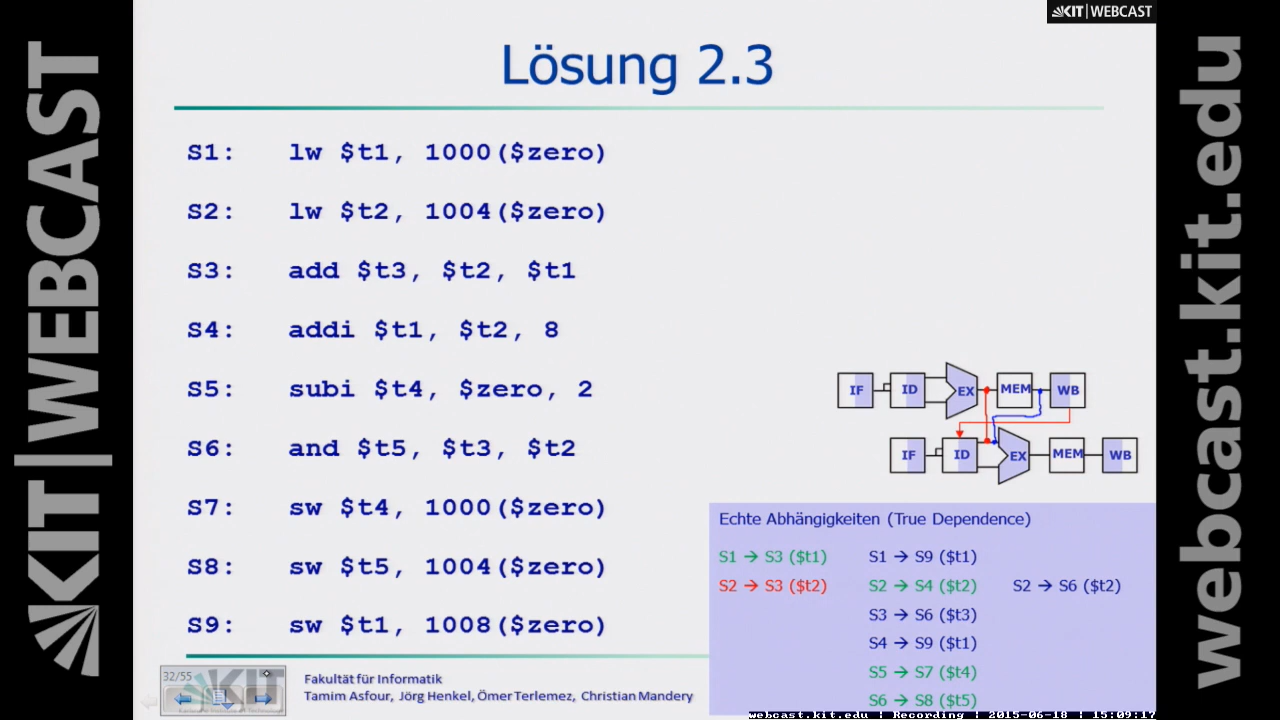 KIT WEBCAST
KIT | WEBCAST
webcast.kit.edu
Lösung 2.3
S1: lw $t1, 1000($zero)
S2: lw $t2, 1004($zero)
S3: add $t3, $t2, $t1
S4: addi $t1, $t2, 8
S5: subi $t4, $zero, 2
S6: and $t5, $t3, $t2
S7: sw $t4, 1000($zero)
S8: sw $t5, 1004($zero)
S9: sw $t1, 1008($zero)
IF ID EX MEM WB
IF ID EX MEM WB
Echte Abhängigkeiten (True Dependence)
S1 → S3 ($t1) S1 → S9 ($t1)
S2 → S3 ($t2) S2 → S4 ($t2) S2 → S6 ($t2)
S3 → S6 ($t3)
S4 → S9 ($t1)
S5 → S7 ($t4)
S6 → S8 ($t5)
32/55
KIT
Fakultät für Informatik
Tamim Asfour, Jörg Henkel, Ömer Terlemez, Christian Mandery
webcast.kit.edu | Recording | 2015-06-18 | 15:09:17